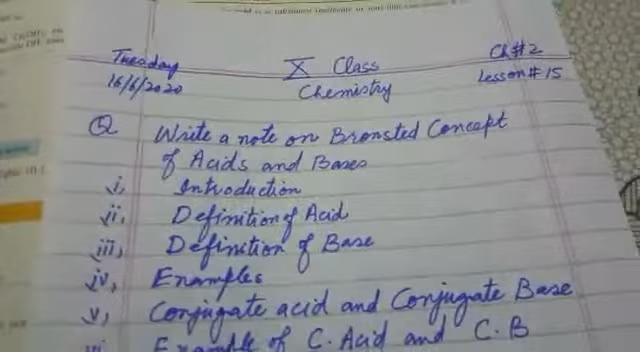 Tuesday X Class Ch#2
16/6/2020 Chemistry Lesson#15
Q Write a note on Bronsted Concept
of Acids and Bases
i, Introduction
ii, Definition of Acid
iii, Definition of Base
iv, Examples
v, Conjugate acid and Conjugate Base
vi Example of C. Acid and C.B